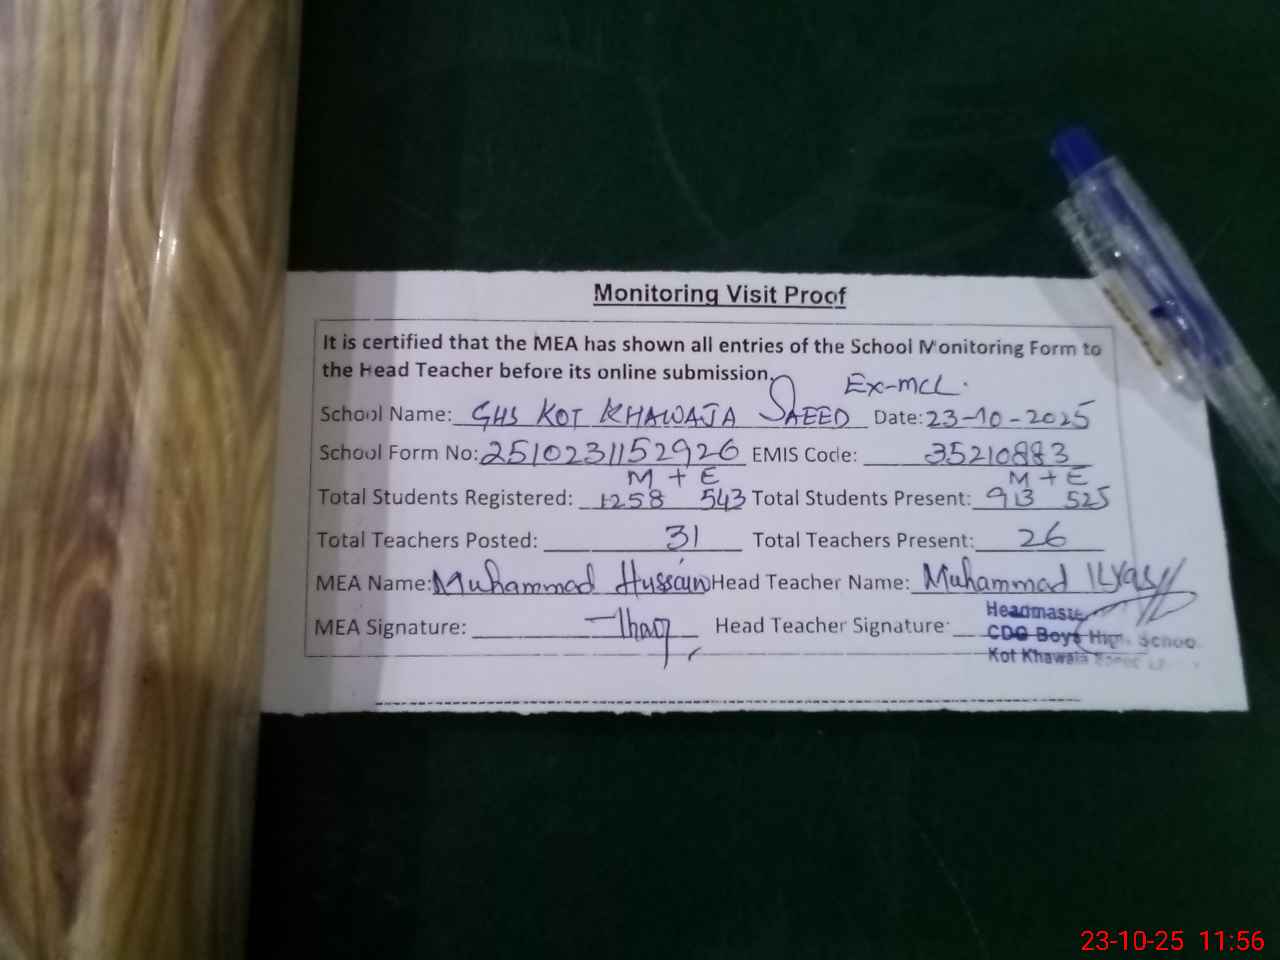 Monitoring Visit Proof
It is certified that the MEA has shown all entries of the School Monitoring Form to
the Head Teacher before its online submission.
Ex-MCL.
School Name: GHS KOT KHAWAJA SAEED Date: 23-10-2025
School Form No: 2510231152926 EMIS Code: 35210883
M + E M + E
Total Students Registered: 1258 543 Total Students Present: 913 525
Total Teachers Posted: 31 Total Teachers Present: 26
MEA Name: Muhammad Hussain Head Teacher Name: Muhammad Ilyas
MEA Signature: Head Teacher Signature:
Headmaster
CDG Boys High School
Kot Khawaja Saeed
23-10-25 11:56